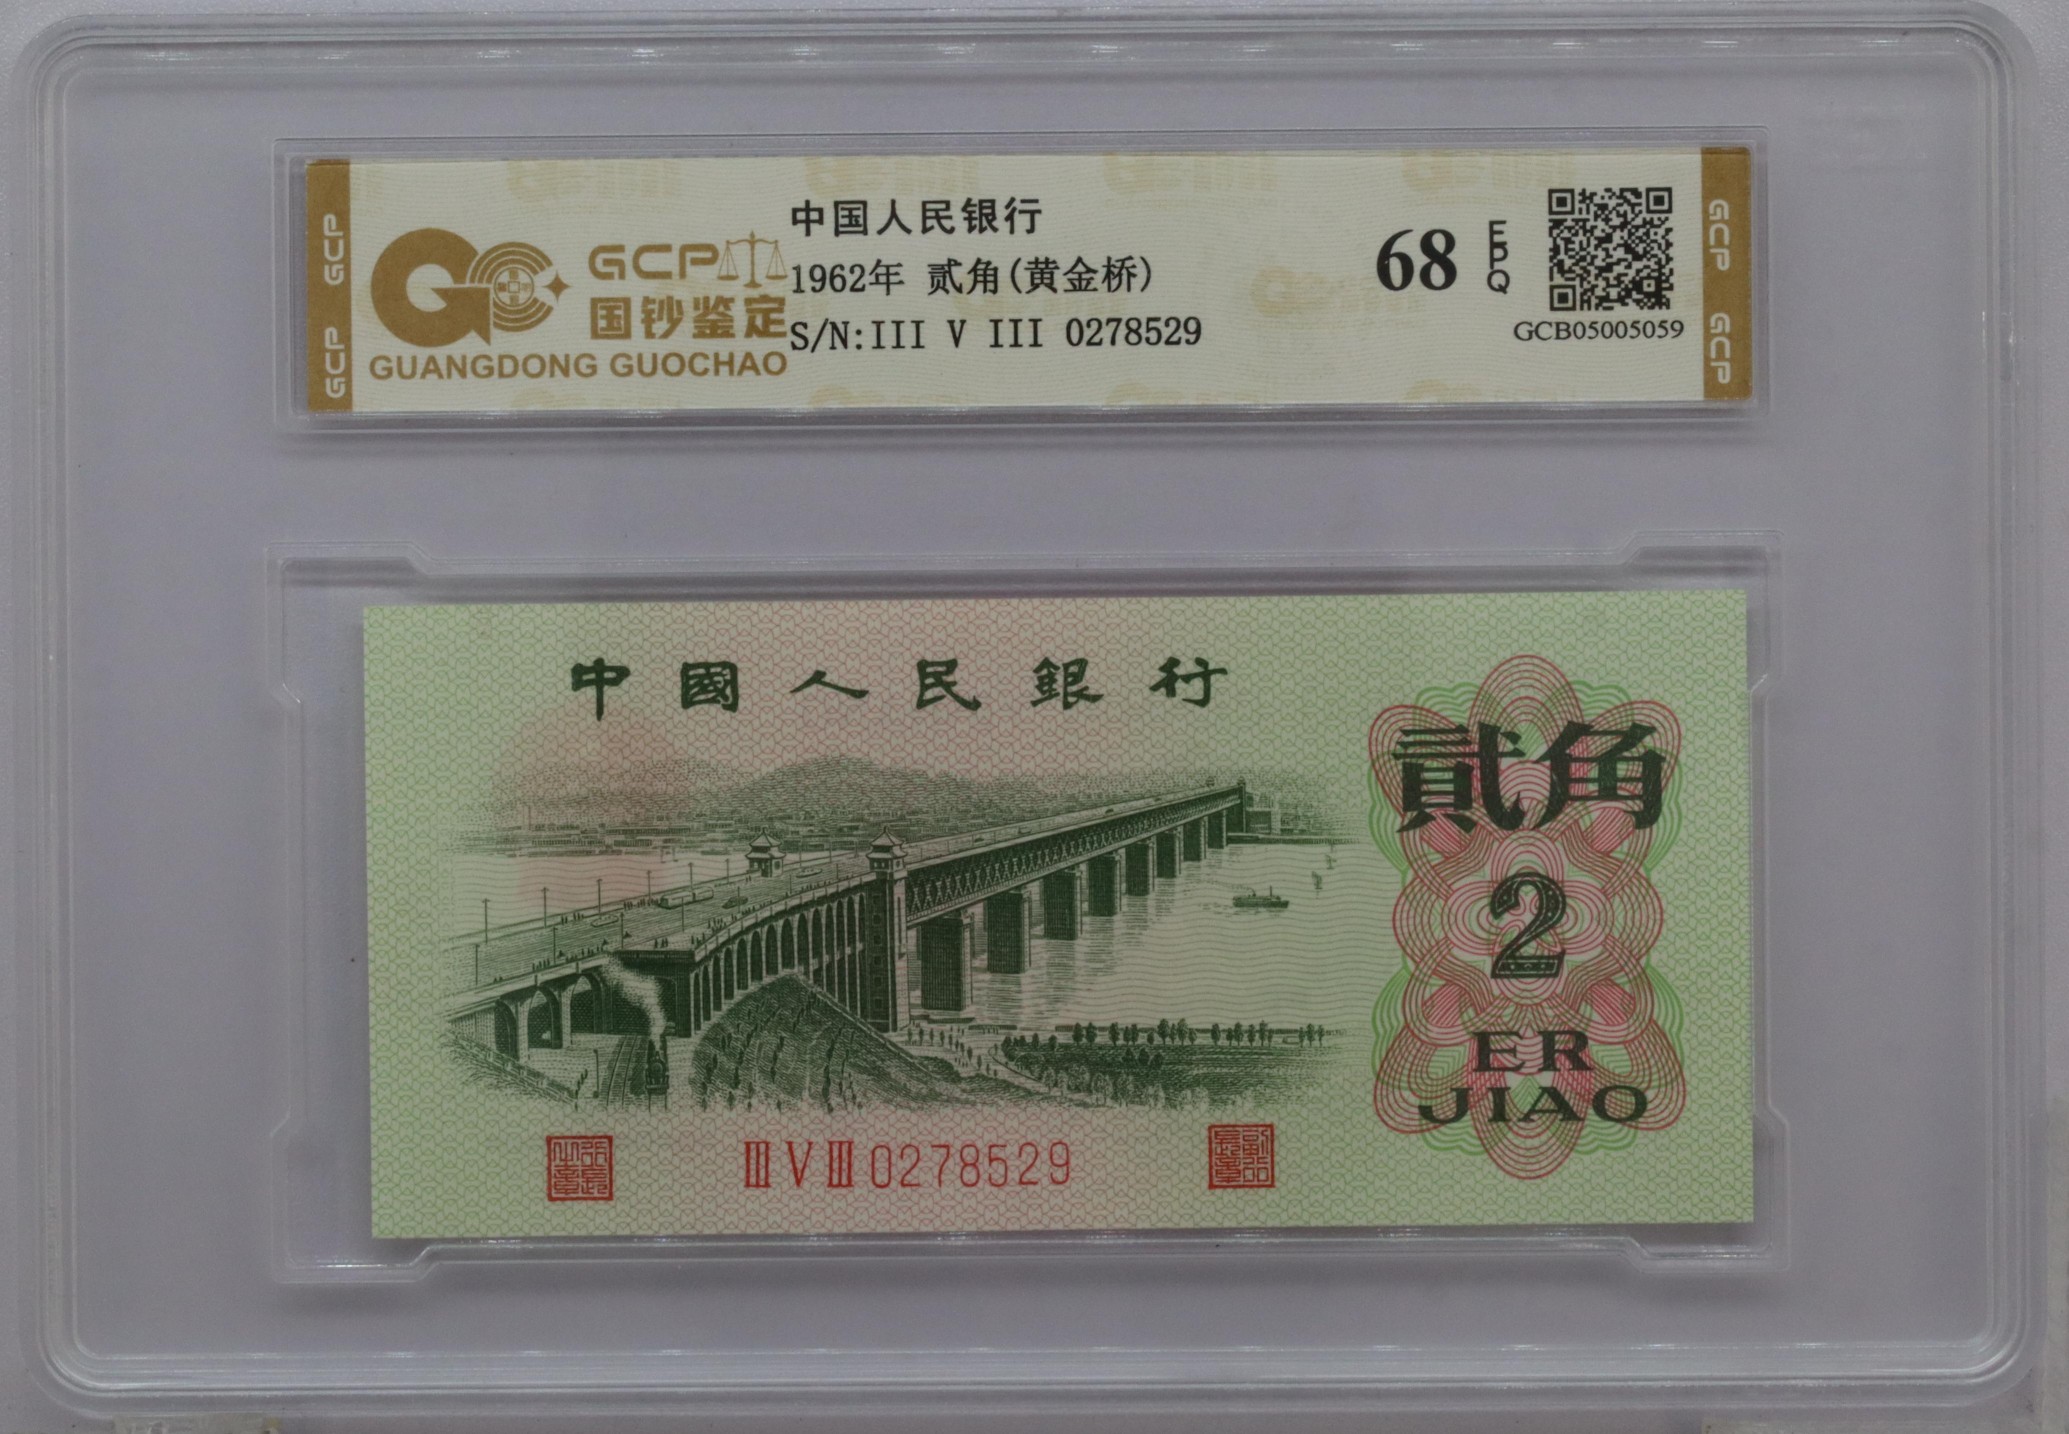 中国人民银行
GCP
国钞鉴定
GUANGDONG GUOCHAO
1962年 贰角(黄金桥)
S/N:III V III 0278529
68
EPQ
GCB05005059
GCP
GCP
GCP
GCP
中國人民銀行
貳角
2
ER
JIAO
ⅢⅤⅢ0278529